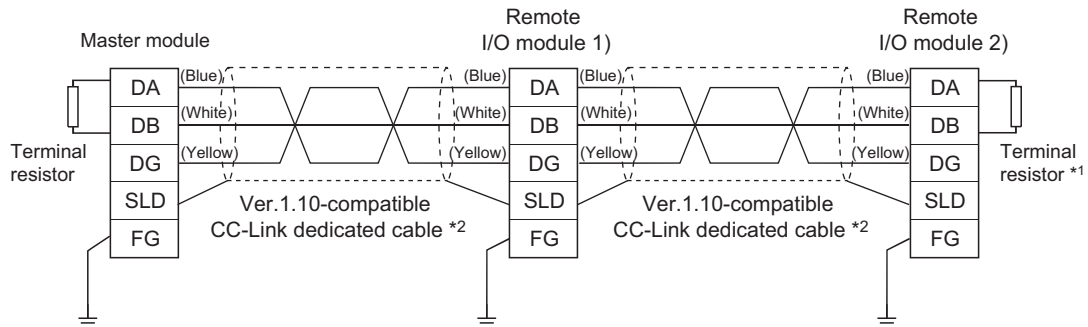 Master module
Remote
I/O module 1)
Remote
I/O module 2)
DA
DB
DG
SLD
FG
(Blue)
(White)
(Yellow)
(Blue)
(White)
(Yellow)
DA
DB
DG
SLD
FG
(Blue)
(White)
(Yellow)
(Blue)
(White)
(Yellow)
DA
DB
DG
SLD
FG
Terminal
resistor
Ver.1.10-compatible
CC-Link dedicated cable *2
Ver.1.10-compatible
CC-Link dedicated cable *2
Terminal
resistor *1